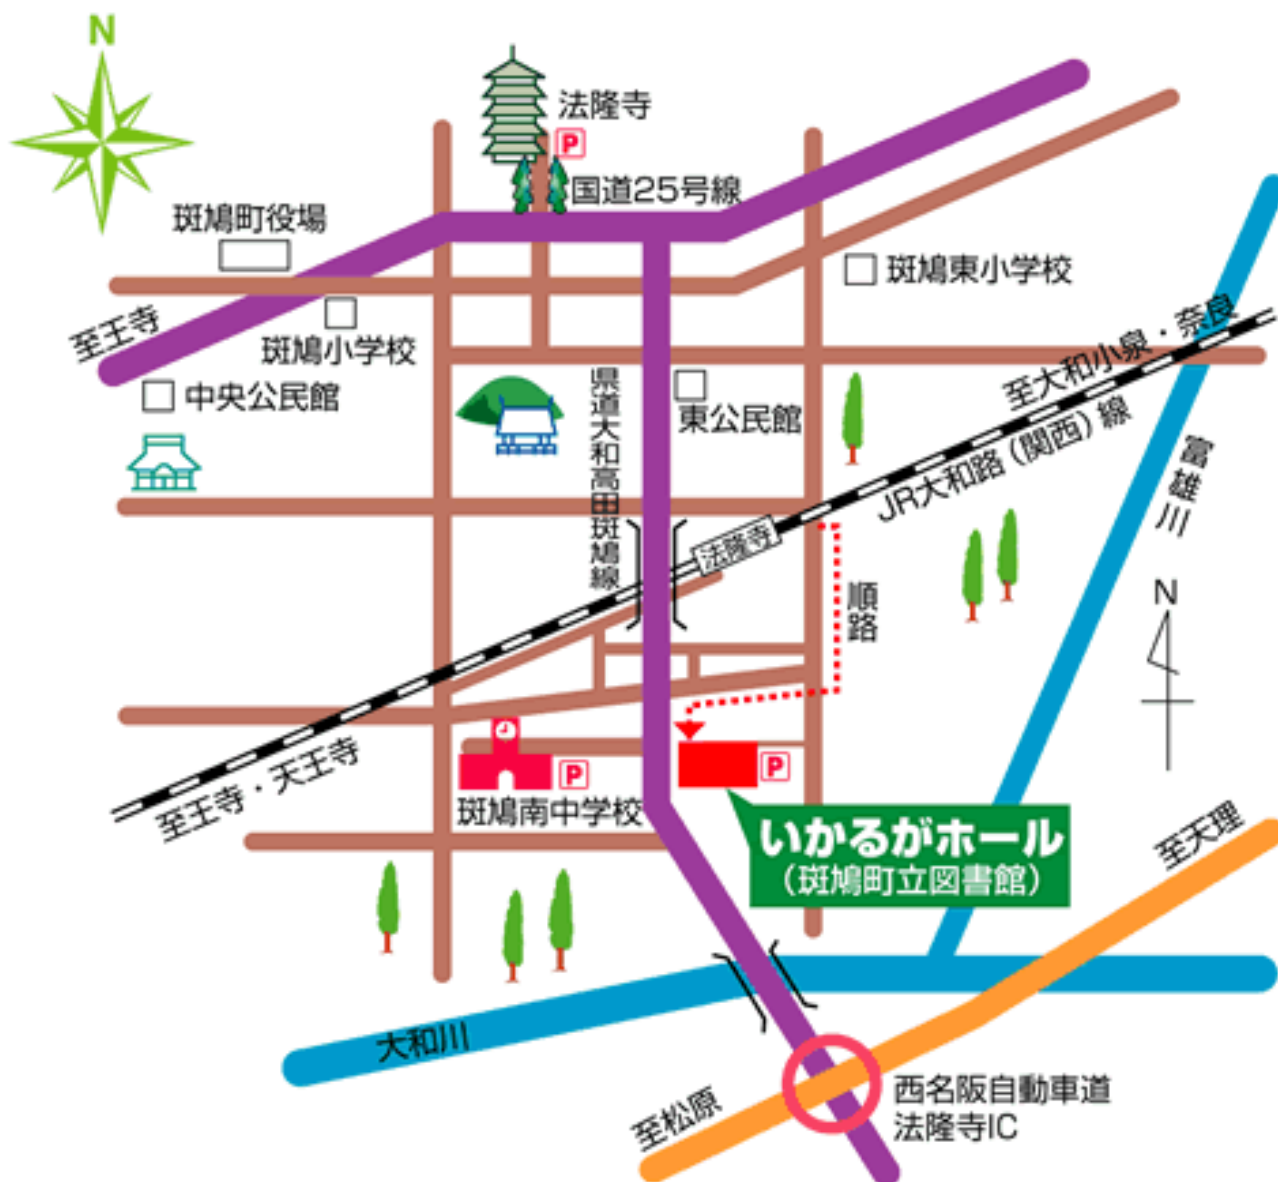 N
法隆寺
P
国道25号線
斑鳩町役場
斑鳩東小学校
至王寺
斑鳩小学校
至大和小泉・奈良
中央公民館
県道大和高田斑鳩線
東公民館
JR大和路(関西)線
富雄川
法隆寺
順路
N
至王寺・天王寺
P
斑鳩南中学校
P
いかるがホール
(斑鳩町立図書館)
至天理
大和川
至松原
西名阪自動車道
法隆寺IC